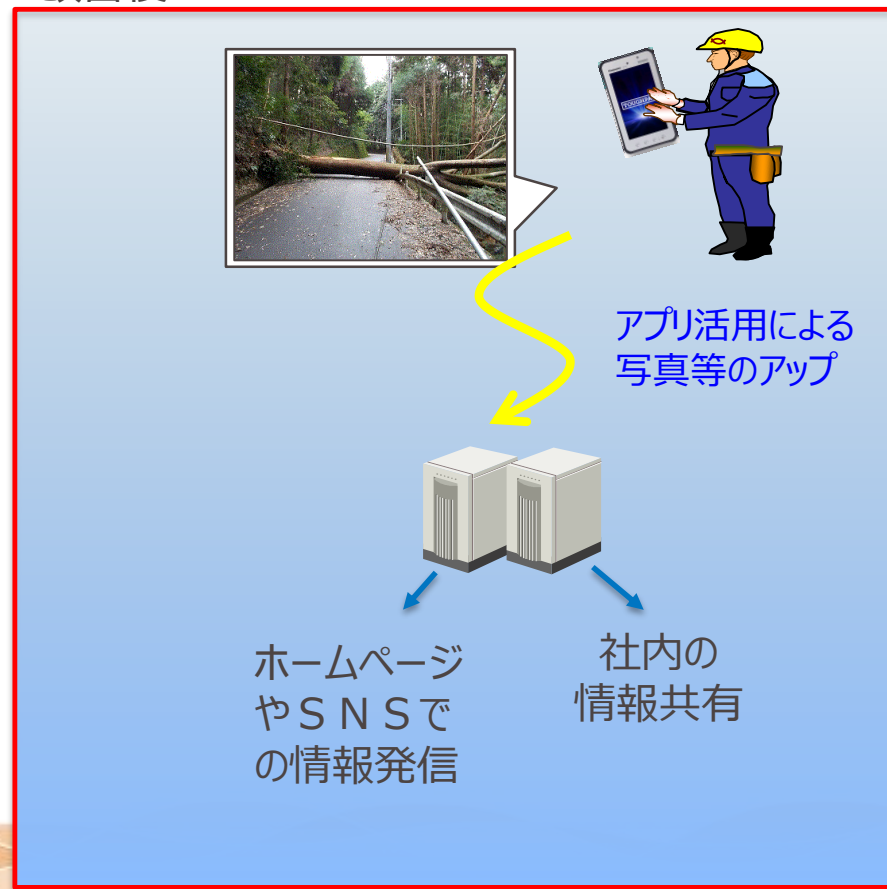 アプリ活用による
写真等のアップ
ホームページ
やＳＮＳで
の情報発信
社内の
情報共有